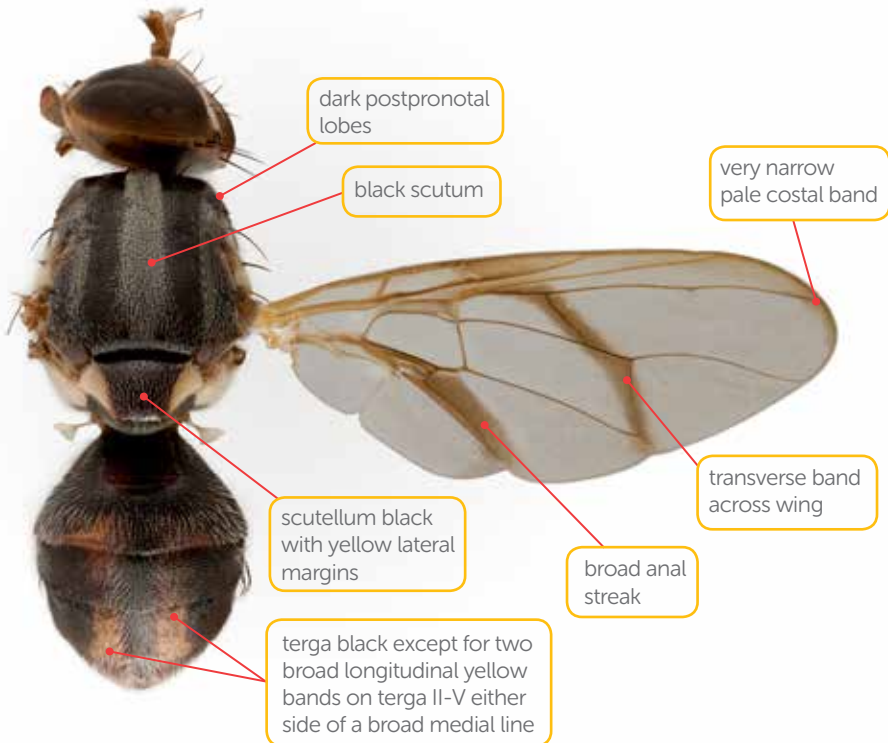 dark postpronotal
lobes
black scutum
very narrow
pale costal band
transverse band
across wing
scutellum black
with yellow lateral
margins
broad anal
streak
terga black except for two
broad longitudinal yellow
bands on terga II-V either
side of a broad medial line